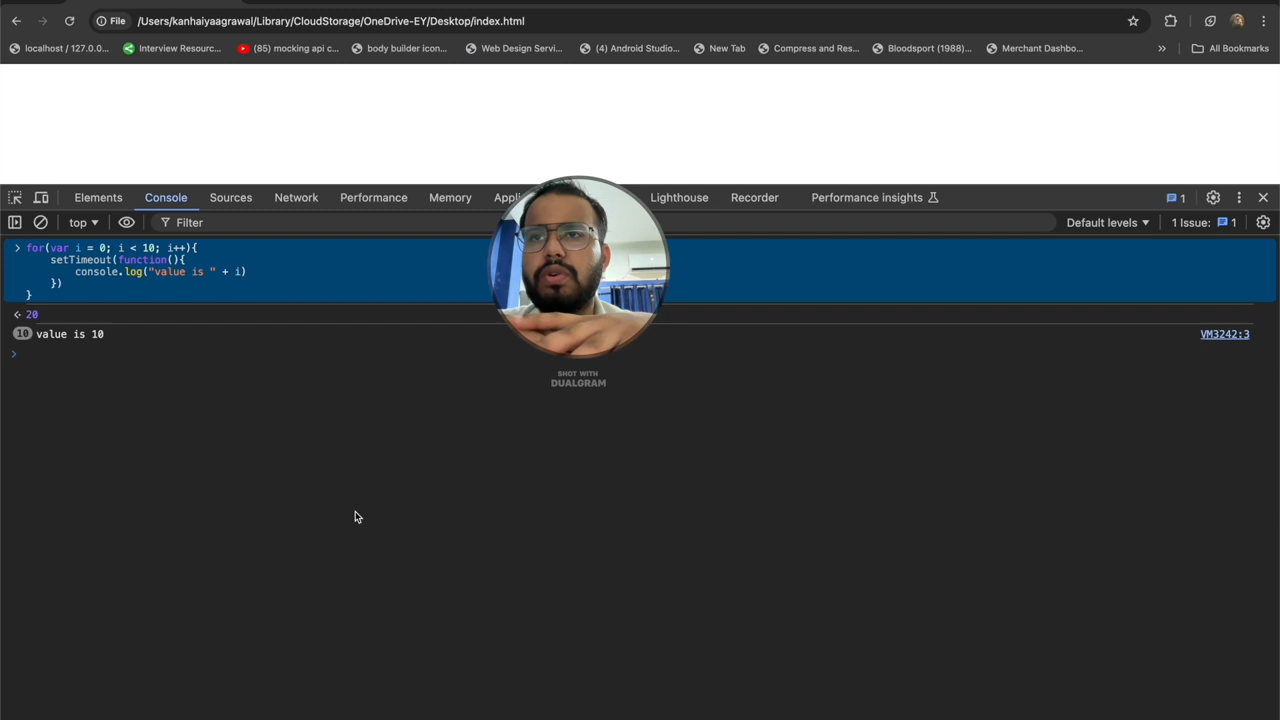 File
/Users/kanhaiyaagrawal/Library/CloudStorage/OneDrive-EY/Desktop/index.html
localhost / 127.0.0...
Interview Resourc...
(85) mocking api c...
body builder icon...
Web Design Servi...
(4) Android Studio...
New Tab
Compress and Res...
Bloodsport (1988)...
Merchant Dashbo...
»
All Bookmarks
Elements
Console
Sources
Network
Performance
Memory
Lighthouse
Recorder
Performance insights
1
top
Filter
Default levels
1 Issue: 1
> for(var i = 0; i < 10; i++){
setTimeout(function(){
console.log("value is " + i)
})
}
20
10 value is 10
VM3242:3
>
SHOT WITH
DUALGRAM